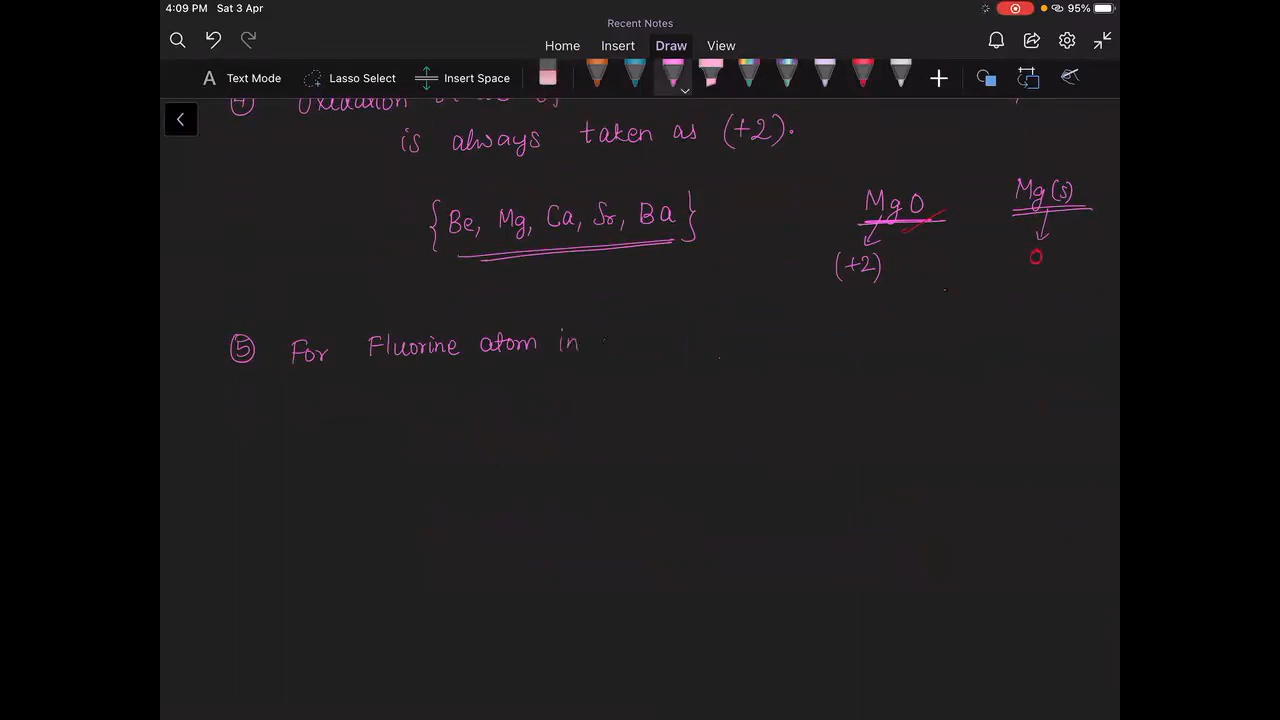 4:09 PM Sat 3 Apr
95%
Recent Notes
Home Insert Draw View
A Text Mode Lasso Select Insert Space
④ Oxidation
is always taken as (+2).
{Be, Mg, Ca, Sr, Ba}
MgO
(+2)
Mg(s)
0
⑤ For Fluorine atom in